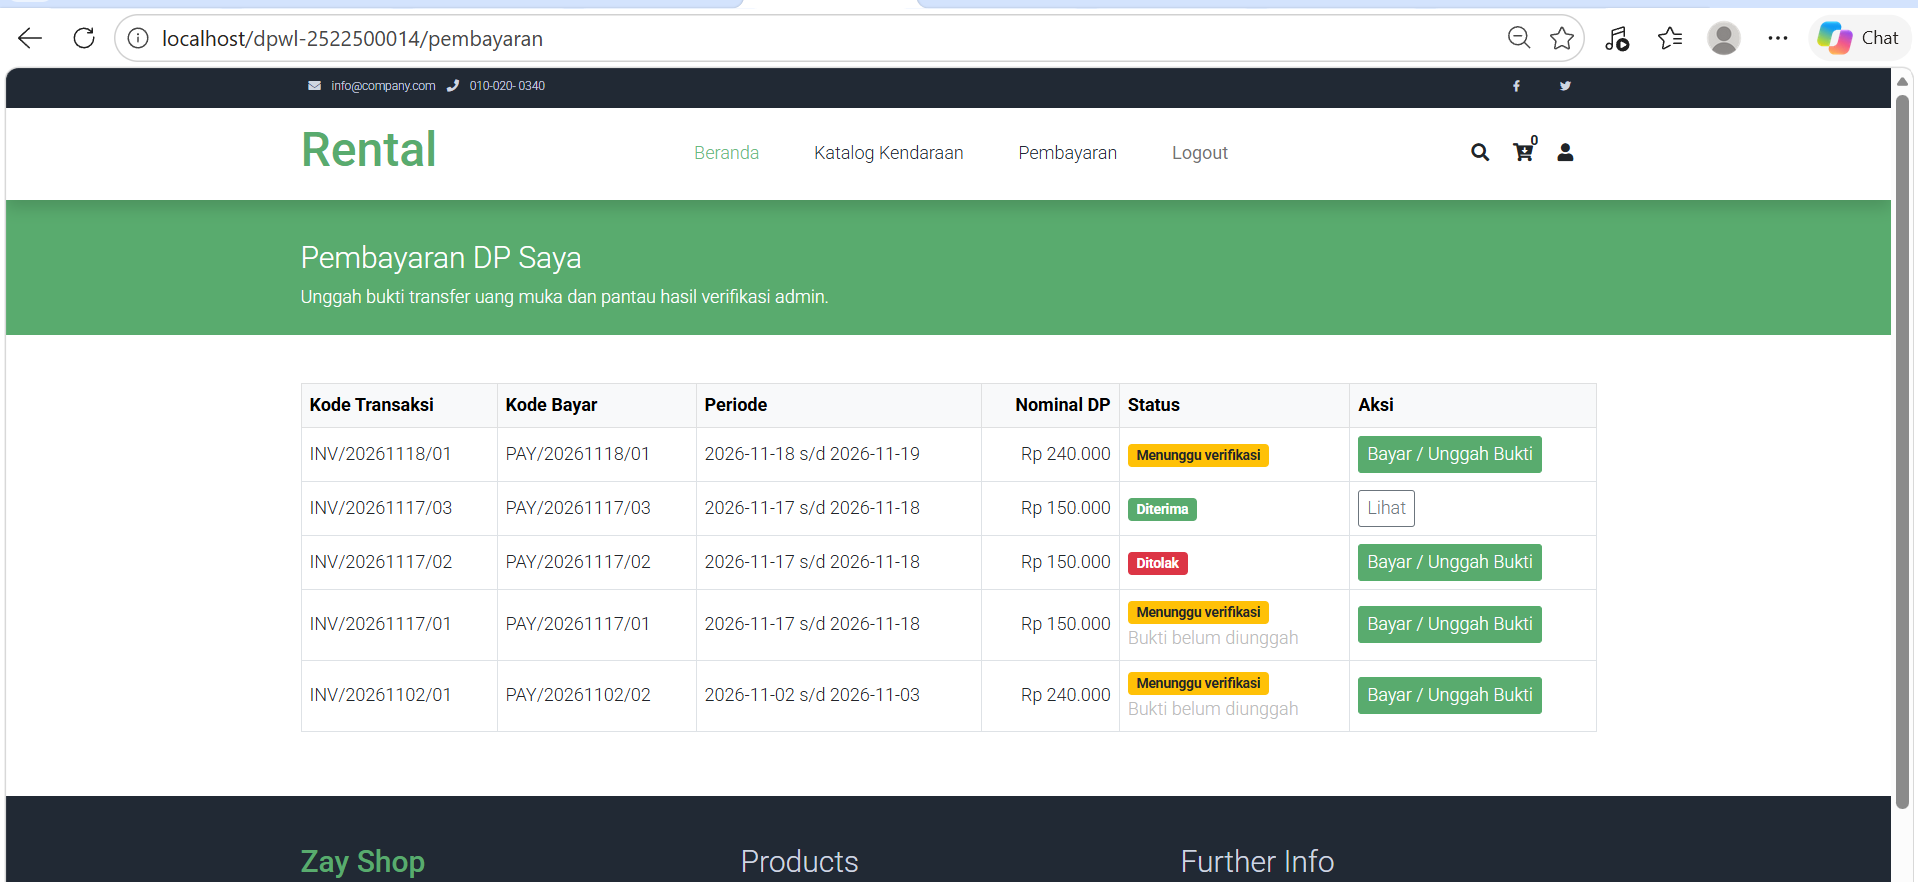 localhost/dpwl-2522500014/pembayaran
Chat
info@company.com 010-020- 0340
Rental
Beranda Katalog Kendaraan Pembayaran Logout
0
Pembayaran DP Saya
Unggah bukti transfer uang muka dan pantau hasil verifikasi admin.
Kode Transaksi Kode Bayar Periode Nominal DP Status Aksi
INV/20261118/01 PAY/20261118/01 2026-11-18 s/d 2026-11-19 Rp 240.000 Menunggu verifikasi Bayar / Unggah Bukti
INV/20261117/03 PAY/20261117/03 2026-11-17 s/d 2026-11-18 Rp 150.000 Diterima Lihat
INV/20261117/02 PAY/20261117/02 2026-11-17 s/d 2026-11-18 Rp 150.000 Ditolak Bayar / Unggah Bukti
INV/20261117/01 PAY/20261117/01 2026-11-17 s/d 2026-11-18 Rp 150.000 Menunggu verifikasi Bayar / Unggah Bukti
Bukti belum diunggah
INV/20261102/01 PAY/20261102/02 2026-11-02 s/d 2026-11-03 Rp 240.000 Menunggu verifikasi Bayar / Unggah Bukti
Bukti belum diunggah
Zay Shop Products Further Info